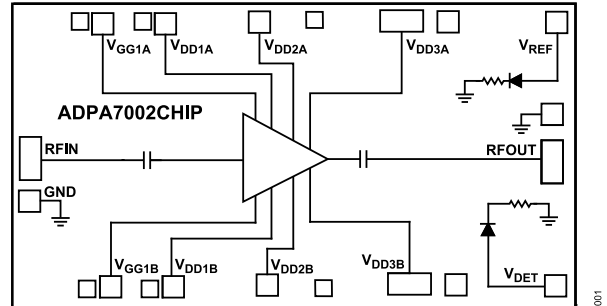 VGG1A VDD1A VDD2A VDD3A VREF
ADPA7002CHIP
RFIN RFOUT
GND
VGG1B VDD1B VDD2B VDD3B VDET
001